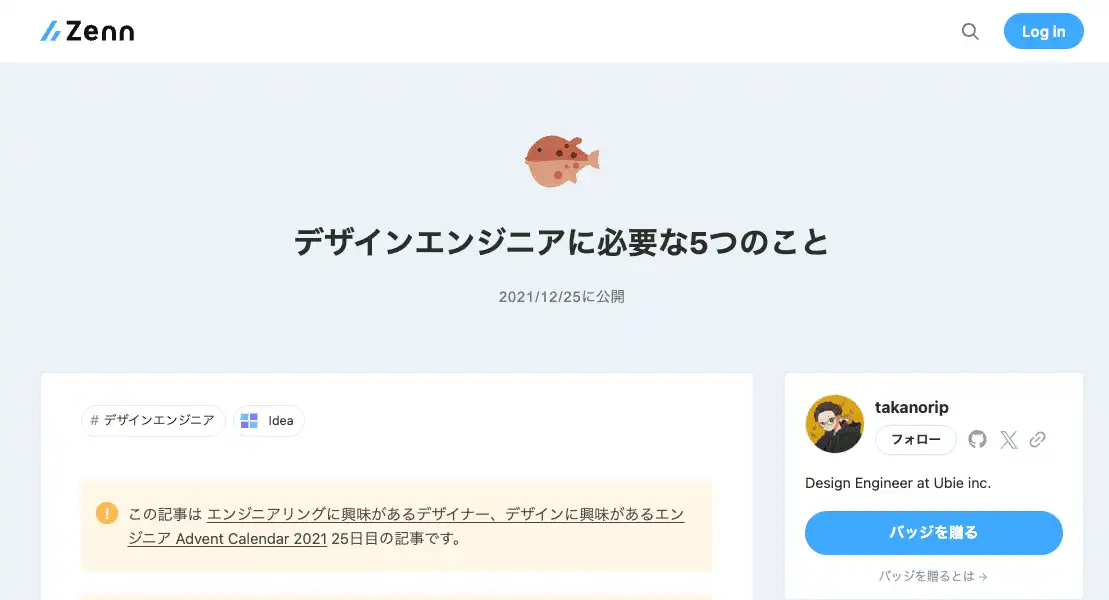 Zenn
Log in
デザインエンジニアに必要な5つのこと
2021/12/25に公開
# デザインエンジニア
Idea
この記事は エンジニアリングに興味があるデザイナー、デザインに興味があるエン
ジニア Advent Calendar 2021 25日目の記事です。
takanorip
フォロー
Design Engineer at Ubie inc.
バッジを贈る
バッジを贈るとは →